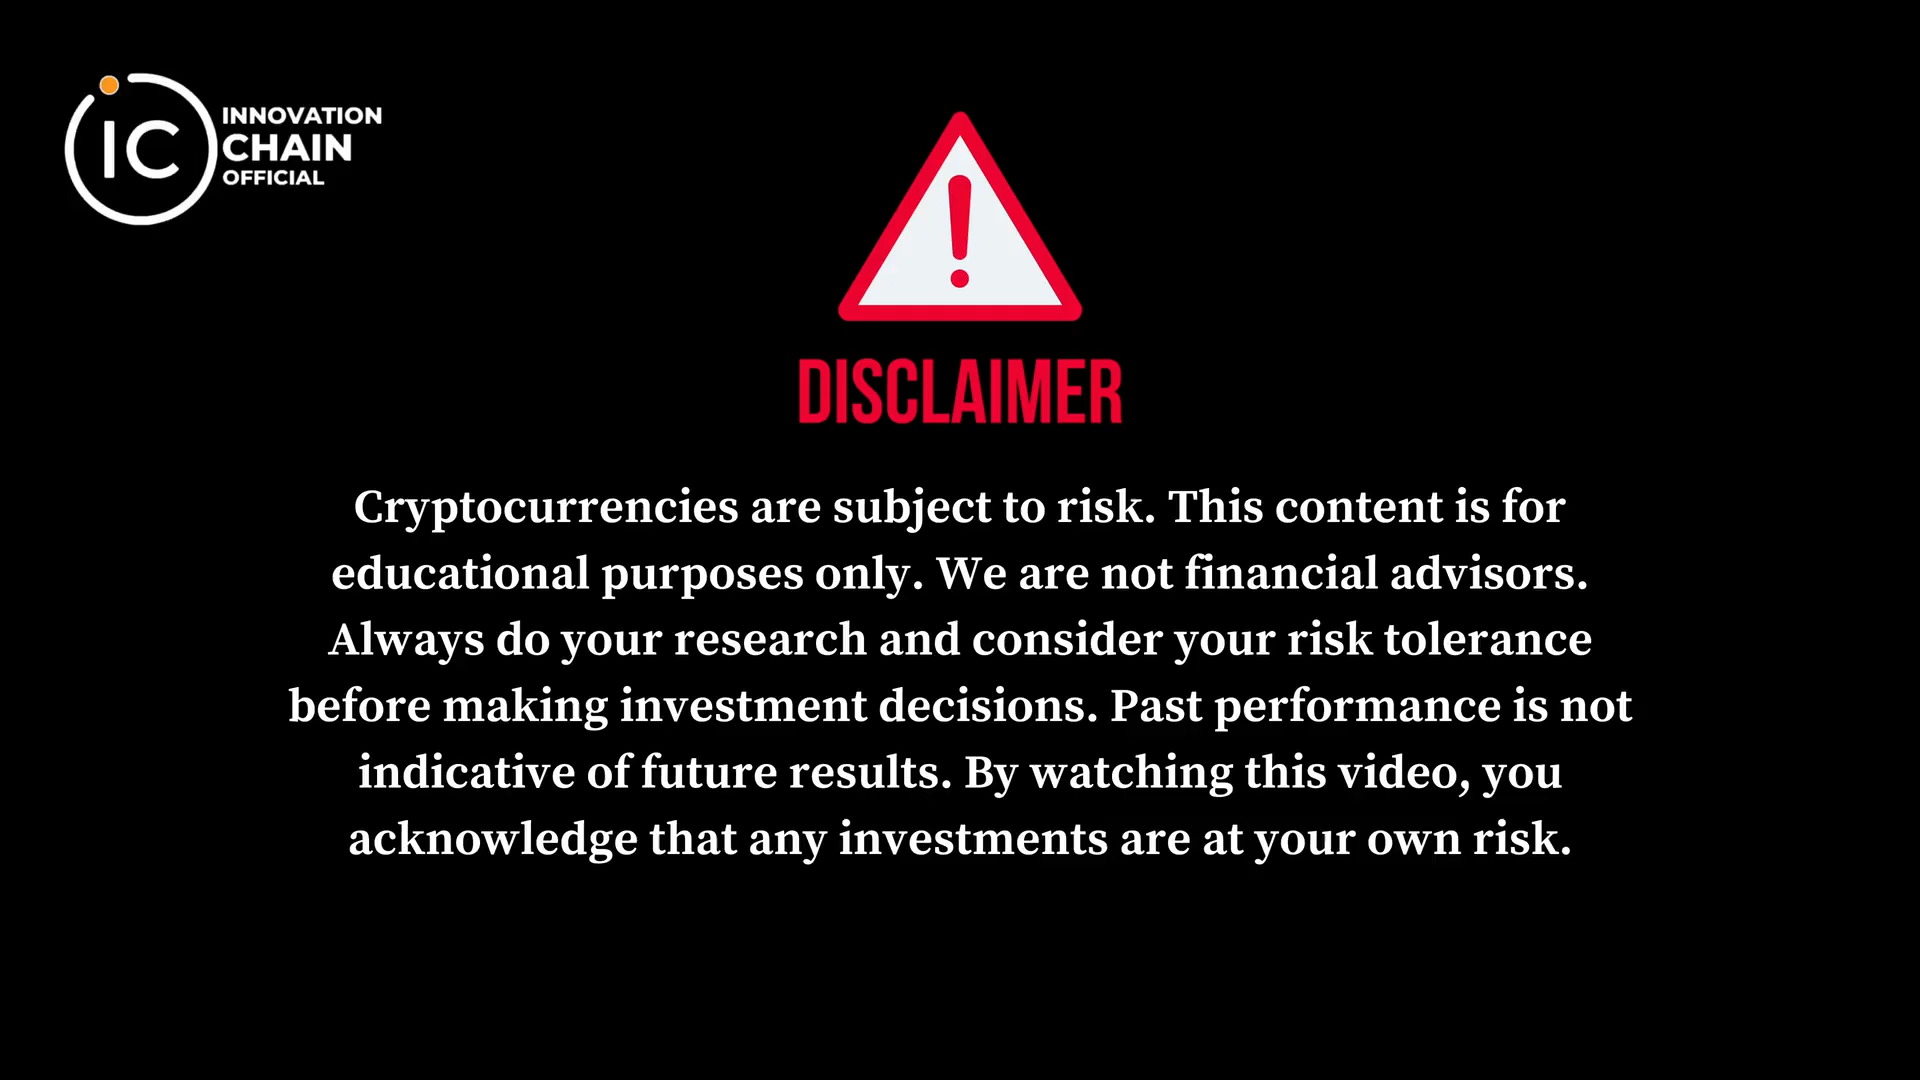 iC
INNOVATION
CHAIN
OFFICIAL
DISCLAIMER
Cryptocurrencies are subject to risk. This content is for
educational purposes only. We are not financial advisors.
Always do your research and consider your risk tolerance
before making investment decisions. Past performance is not
indicative of future results. By watching this video, you
acknowledge that any investments are at your own risk.